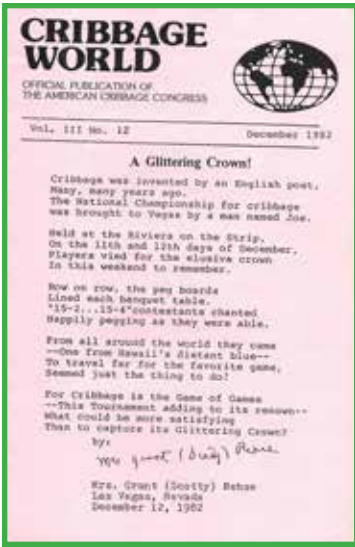 CRIBBAGE
WORLD
OFFICIAL PUBLICATION OF
THE AMERICAN CRIBBAGE CONGRESS
Vol. III No. 12 December 1982
A Glittering Crown!
Cribbage was invented by an English poet,
Many, many years ago.
The National Championship for cribbage
was brought to Vegas by a man named Joe.
Held at the Riviera on the Strip,
On the 11th and 12th days of December,
Players vied for the elusive crown
In this weekend to remember.
Row on row, the peg boards
Lined each banquet table.
"15-2...15-4" contestants chanted
Happily pegging as they were able.
From all around the world they came
--One from Hawaii's distant blue--
To travel far for the favorite game,
Seemed just the thing to do!
For Cribbage is the Game of Games
--This Tournament adding to its renown--
What could be more satisfying
Than to capture its Glittering Crown?
by:
Mrs Grant (Scotty)
Mrs. Grant (Scotty)
Las Vegas, Nevada
December 12, 1982